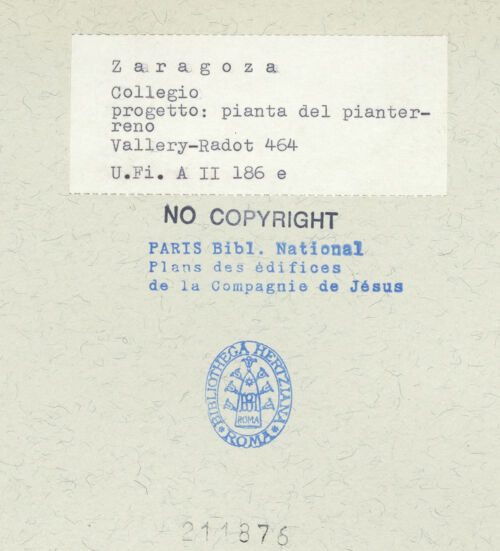 Zaragoza
Collegio
progetto: pianta del pianter-
reno
Vallery-Radot 464
U.Fi. A II 186 e
NO COPYRIGHT
PARIS Bibl. National
Plans des édifices
de la Compagnie de Jésus
BIBLIOTHECA HERTZIANA
ROMA
ROMA
211876